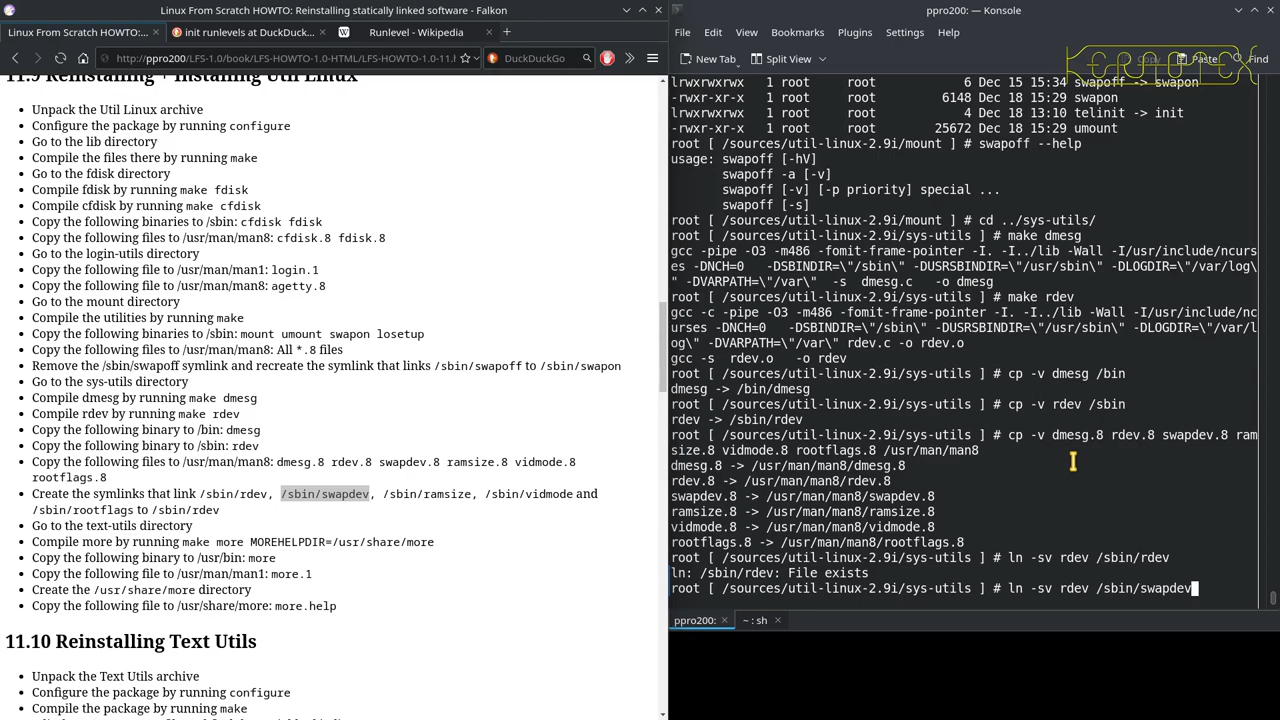 Linux From Scratch HOWTO: Reinstalling statically linked software - Falkon
Linux From Scratch HOWTO:...
init runlevels at DuckDuck...
Runlevel - Wikipedia
http://ppro200/LFS-1.0/book/LFS-HOWTO-1.0-HTML/LFS-HOWTO-1.0-11.h
DuckDuckGo
11.9 Reinstalling + Installing Util Linux
Unpack the Util Linux archive
Configure the package by running configure
Go to the lib directory
Compile the files there by running make
Go to the fdisk directory
Compile fdisk by running make fdisk
Compile cfdisk by running make cfdisk
Copy the following binaries to /sbin: cfdisk fdisk
Copy the following files to /usr/man/man8: cfdisk.8 fdisk.8
Go to the login-utils directory
Copy the following file to /usr/man/man1: login.1
Copy the following files to /usr/man/man8: agetty.8
Go to the mount directory
Compile the utilities by running make
Copy the following binaries to /sbin: mount umount swapon losetup
Copy the following files to /usr/man/man8: All *.8 files
Remove the /sbin/swapoff symlink and recreate the symlink that links /sbin/swapoff to /sbin/swapon
Go to the sys-utils directory
Compile dmesg by running make dmesg
Compile rdev by running make rdev
Copy the following binary to /bin: dmesg
Copy the following binary to /sbin: rdev
Copy the following files to /usr/man/man8: dmesg.8 rdev.8 swapdev.8 ramsize.8 vidmode.8
rootflags.8
Create the symlinks that link /sbin/rdev, /sbin/swapdev, /sbin/ramsize, /sbin/vidmode and
/sbin/rootflags to /sbin/rdev
Go to the text-utils directory
Compile more by running make more MOREHELPDIR=/usr/share/more
Copy the following binary to /usr/bin: more
Copy the following file to /usr/man/man1: more.1
Create the /usr/share/more directory
Copy the following file to /usr/share/more: more.help
11.10 Reinstalling Text Utils
Unpack the Text Utils archive
Configure the package by running configure
Compile the package by running make
ppro200: — Konsole
File Edit View Bookmarks Plugins Settings Help
New Tab Split View Copy Paste Find
lrwxrwxrwx 1 root root 6 Dec 15 15:34 swapoff -> swapon
-rwxr-xr-x 1 root root 6148 Dec 18 15:29 swapon
lrwxrwxrwx 1 root root 4 Dec 18 13:10 telinit -> init
-rwxr-xr-x 1 root root 25672 Dec 18 15:29 umount
root [ /sources/util-linux-2.9i/mount ] # swapoff --help
usage: swapoff [-hV]
swapoff -a [-v]
swapoff [-v] [-p priority] special ...
swapoff [-s]
root [ /sources/util-linux-2.9i/mount ] # cd ../sys-utils/
root [ /sources/util-linux-2.9i/sys-utils ] # make dmesg
gcc -pipe -O3 -m486 -fomit-frame-pointer -I. -I../lib -Wall -I/usr/include/ncurs
es -DNCH=0 -DSBINDIR=\"/sbin\" -DUSRSBINDIR=\"/usr/sbin\" -DLOGDIR=\"/var/log\
" -DVARPATH=\"/var\" -s dmesg.c -o dmesg
root [ /sources/util-linux-2.9i/sys-utils ] # make rdev
gcc -c -pipe -O3 -m486 -fomit-frame-pointer -I. -I../lib -Wall -I/usr/include/nc
urses -DNCH=0 -DSBINDIR=\"/sbin\" -DUSRSBINDIR=\"/usr/sbin\" -DLOGDIR=\"/var/l
og\" -DVARPATH=\"/var\" rdev.c -o rdev.o
gcc -s rdev.o -o rdev
root [ /sources/util-linux-2.9i/sys-utils ] # cp -v dmesg /bin
dmesg -> /bin/dmesg
root [ /sources/util-linux-2.9i/sys-utils ] # cp -v rdev /sbin
rdev -> /sbin/rdev
root [ /sources/util-linux-2.9i/sys-utils ] # cp -v dmesg.8 rdev.8 swapdev.8 ram
size.8 vidmode.8 rootflags.8 /usr/man/man8
dmesg.8 -> /usr/man/man8/dmesg.8
rdev.8 -> /usr/man/man8/rdev.8
swapdev.8 -> /usr/man/man8/swapdev.8
ramsize.8 -> /usr/man/man8/ramsize.8
vidmode.8 -> /usr/man/man8/vidmode.8
rootflags.8 -> /usr/man/man8/rootflags.8
root [ /sources/util-linux-2.9i/sys-utils ] # ln -sv rdev /sbin/rdev
ln: /sbin/rdev: File exists
root [ /sources/util-linux-2.9i/sys-utils ] # ln -sv rdev /sbin/swapdev
ppro200:
~ : sh